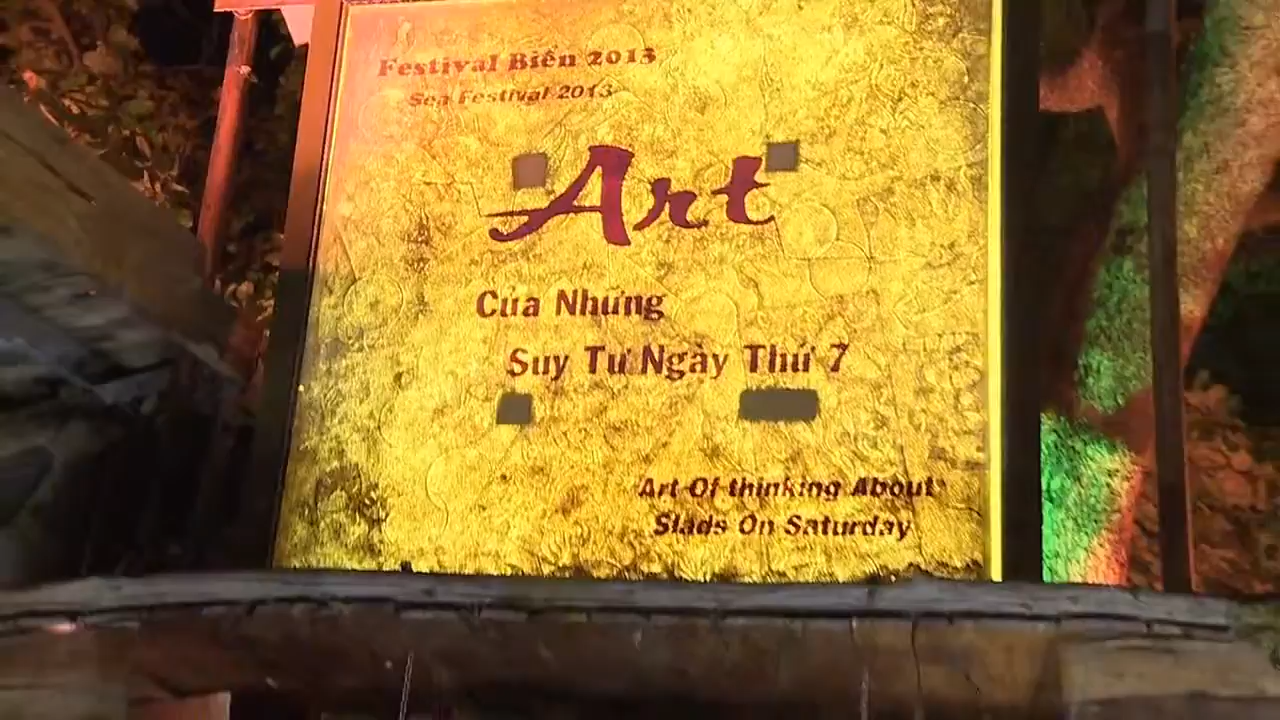 Festival Biển 2013
Sea Festival 2013
Art
Của Những
Suy Tư Ngày Thứ 7
Art Of thinking About
Slads On Saturday